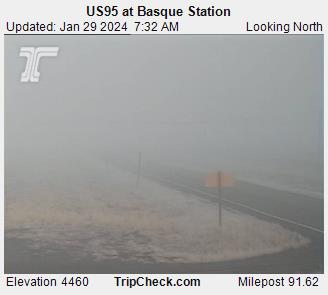 US95 at Basque Station
Updated: Jan 29 2024 7:32 AM Looking North
Elevation 4460 TripCheck.com Milepost 91.62